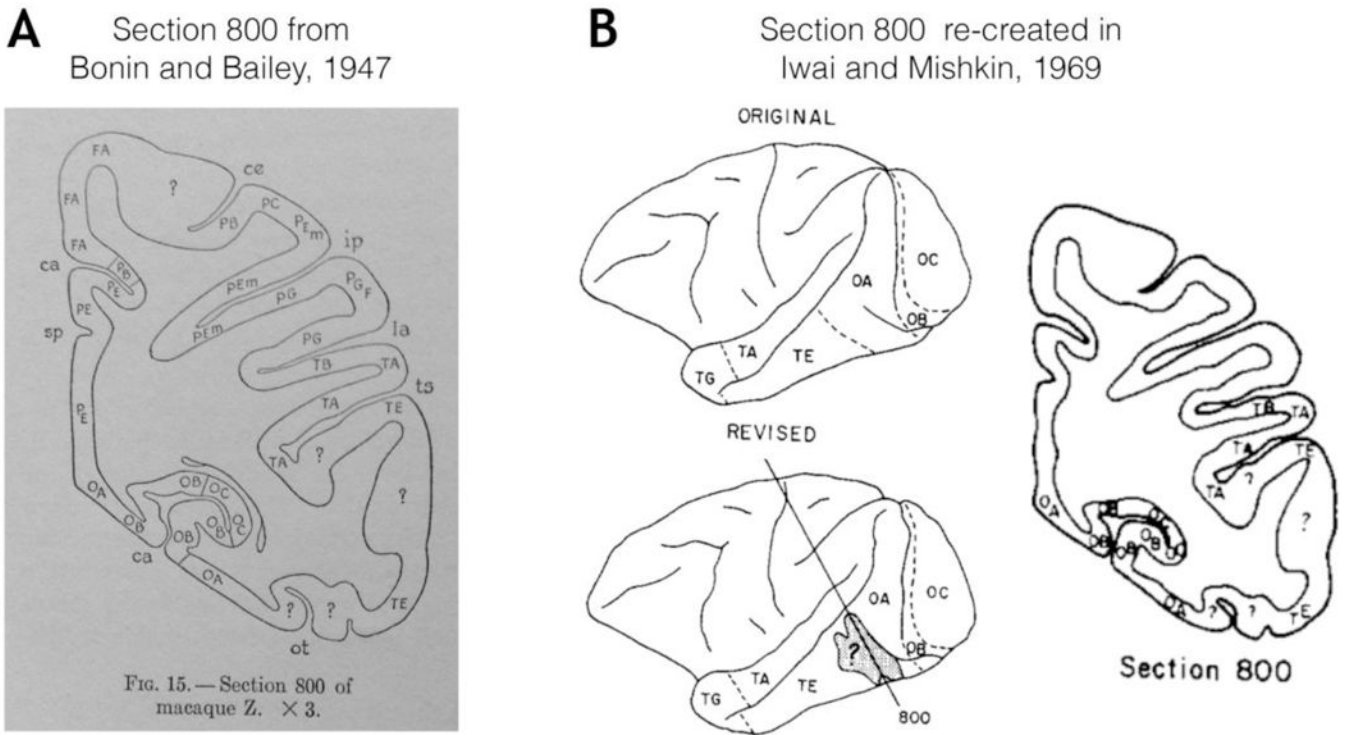 A
Section 800 from
Bonin and Bailey, 1947
FA
ce
?
FA
PC
PB
PEm
ip
FA
ca
PB
PE
PEm
PG
PGF
PE
PEm
sp
PG
la
TB
TA
ts
TA
TE
PE
?
TA
?
OB
OC
OA
OB
OB
OB
OC
ca
OA
?
?
TE
ot
FIG. 15.—Section 800 of
macaque Z. × 3.
B
Section 800 re-created in
Iwai and Mishkin, 1969
ORIGINAL
OC
OA
OB
TA
TE
TG
REVISED
OA
OC
?
OB
TA
TE
TG
800
TB
TA
TA
TE
?
TA
?
OA
OB
OC
OB
OB
OB
OC
OA
?
?
TE
Section 800